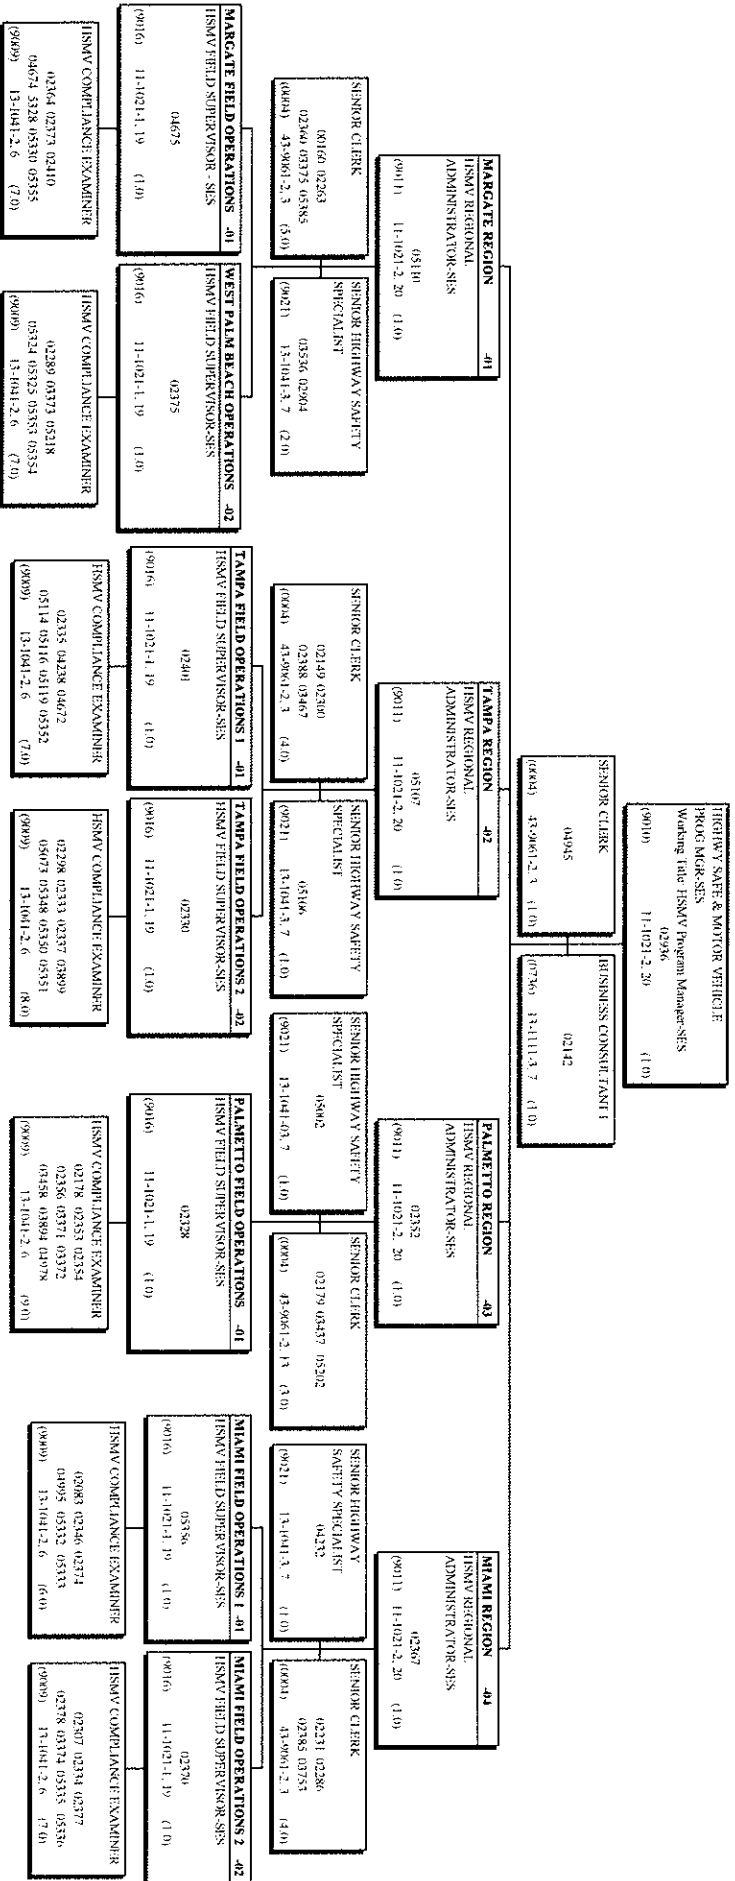 HIGHWY SAFE & MOTOR VEHICLE
PROG MGR-SES
Working Title: HSMV Program Manager-SES
02936
(9010) 11-1021-2, 20 (1.0)
SENIOR CLERK
04945
(0004) 43-9061-2, 3 (1.0)
BUSINESS CONSULTANT I
02142
(0736) 13-1111-3, 7 (1.0)
MARGATE REGION -01
HSMV REGIONAL
ADMINISTRATOR-SES
05110
(9011) 11-1021-2, 20 (1.0)
SENIOR CLERK
00160 02263
02360 03375 05385
(0004) 43-9061-2, 3 (5.0)
SENIOR HIGHWAY SAFETY
SPECIALIST
03536 02904
(9021) 13-1041-3, 7 (2.0)
MARGATE FIELD OPERATIONS -01
HSMV FIELD SUPERVISOR - SES
04675
(9016) 11-1021-1, 19 (1.0)
WEST PALM BEACH OPERATIONS -02
HSMV FIELD SUPERVISOR-SES
02375
(9016) 11-1021-1, 19 (1.0)
HSMV COMPLIANCE EXAMINER
02364 02373 02410
04674 5328 05330 05355
(9009) 13-1041-2, 6 (7.0)
HSMV COMPLIANCE EXAMINER
02289 03373 05218
05324 05325 05353 05354
(9009) 13-1041-2, 6 (7.0)
TAMPA REGION -02
HSMV REGIONAL
ADMINISTRATOR-SES
05107
(9011) 11-1021-2, 20 (1.0)
SENIOR CLERK
02149 02300
02388 03467
(0004) 43-9061-2, 3 (4.0)
SENIOR HIGHWAY SAFETY
SPECIALIST
05106
(9021) 13-1041-3, 7 (1.0)
TAMPA FIELD OPERATIONS 1 -01
HSMV FIELD SUPERVISOR-SES
02401
(9016) 11-1021-1, 19 (1.0)
TAMPA FIELD OPERATIONS 2 -02
HSMV FIELD SUPERVISOR-SES
02330
(9016) 11-1021-1, 19 (1.0)
HSMV COMPLIANCE EXAMINER
02335 04238 04672
05114 05116 05119 05352
(9009) 13-1041-2, 6 (7.0)
HSMV COMPLIANCE EXAMINER
02298 02333 02337 03899
05073 05348 05350 05351
(9009) 13-1041-2, 6 (8.0)
PALMETTO REGION -03
HSMV REGIONAL
ADMINISTRATOR-SES
02352
(9011) 11-1021-2, 20 (1.0)
SENIOR HIGHWAY SAFETY
SPECIALIST
05002
(9021) 13-1041-03, 7 (1.0)
SENIOR CLERK
02179 03437 05202
(0004) 43-9061-2, 13 (3.0)
PALMETTO FIELD OPERATIONS -01
HSMV FIELD SUPERVISOR-SES
02328
(9016) 11-1021-1, 19 (1.0)
HSMV COMPLIANCE EXAMINER
02178 02353 02354
02356 03371 03372
03458 03894 04978
(9009) 13-1041-2, 6 (9.0)
MIAMI REGION -04
HSMV REGIONAL
ADMINISTRATOR-SES
02367
(9011) 11-1021-2, 20 (1.0)
SENIOR HIGHWAY
SAFETY SPECIALIST
04232
(9021) 13-1041-3, 7 (1.0)
SENIOR CLERK
02231 02286
02385 03753
(0004) 43-9061-2, 3 (4.0)
MIAMI FIELD OPERATIONS 1 -01
HSMV FIELD SUPERVISOR-SES
05356
(9016) 11-1021-1, 19 (1.0)
MIAMI FIELD OPERATIONS 2 -02
HSMV FIELD SUPERVISOR-SES
02370
(9016) 11-1021-1, 19 (1.0)
HSMV COMPLIANCE EXAMINER
02083 02346 02374
04995 05332 05333
(9009) 13-1041-2, 6 (6.0)
HSMV COMPLIANCE EXAMINER
02307 02334 02377
02378 03374 05335 05336
(9009) 13-1041-2, 6 (7.0)